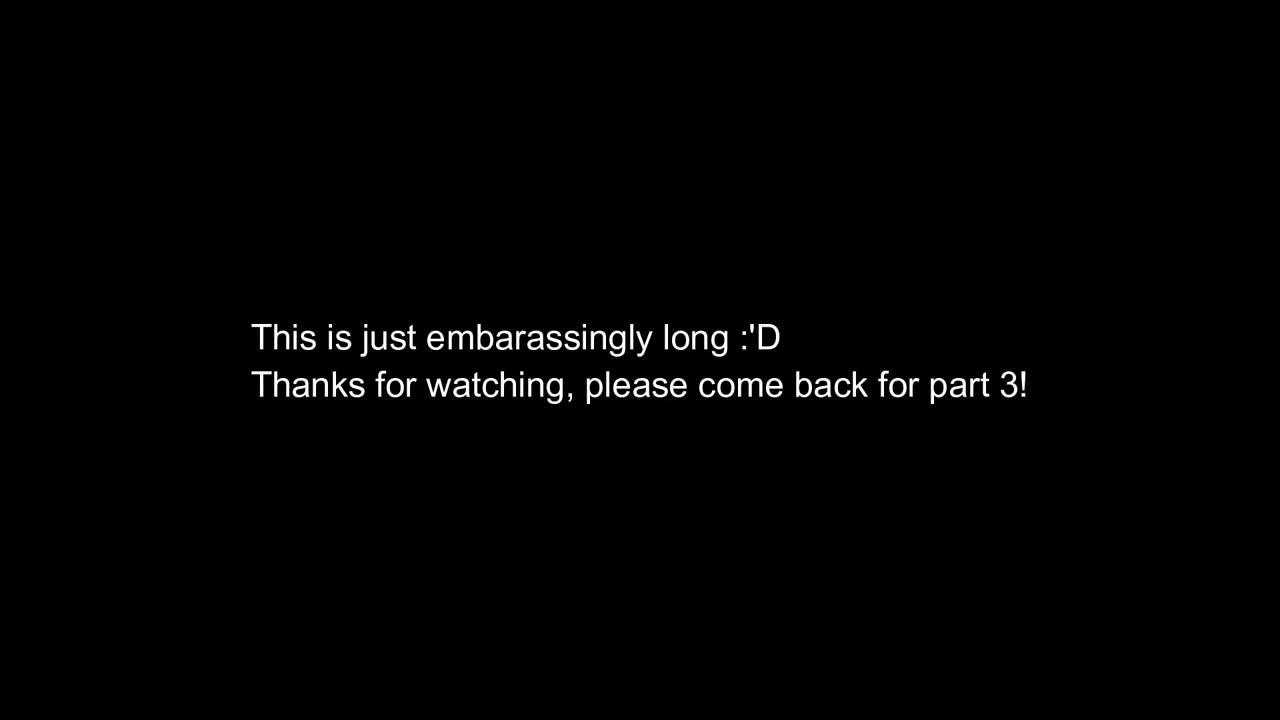 This is just embarassingly long :'D
Thanks for watching, please come back for part 3!